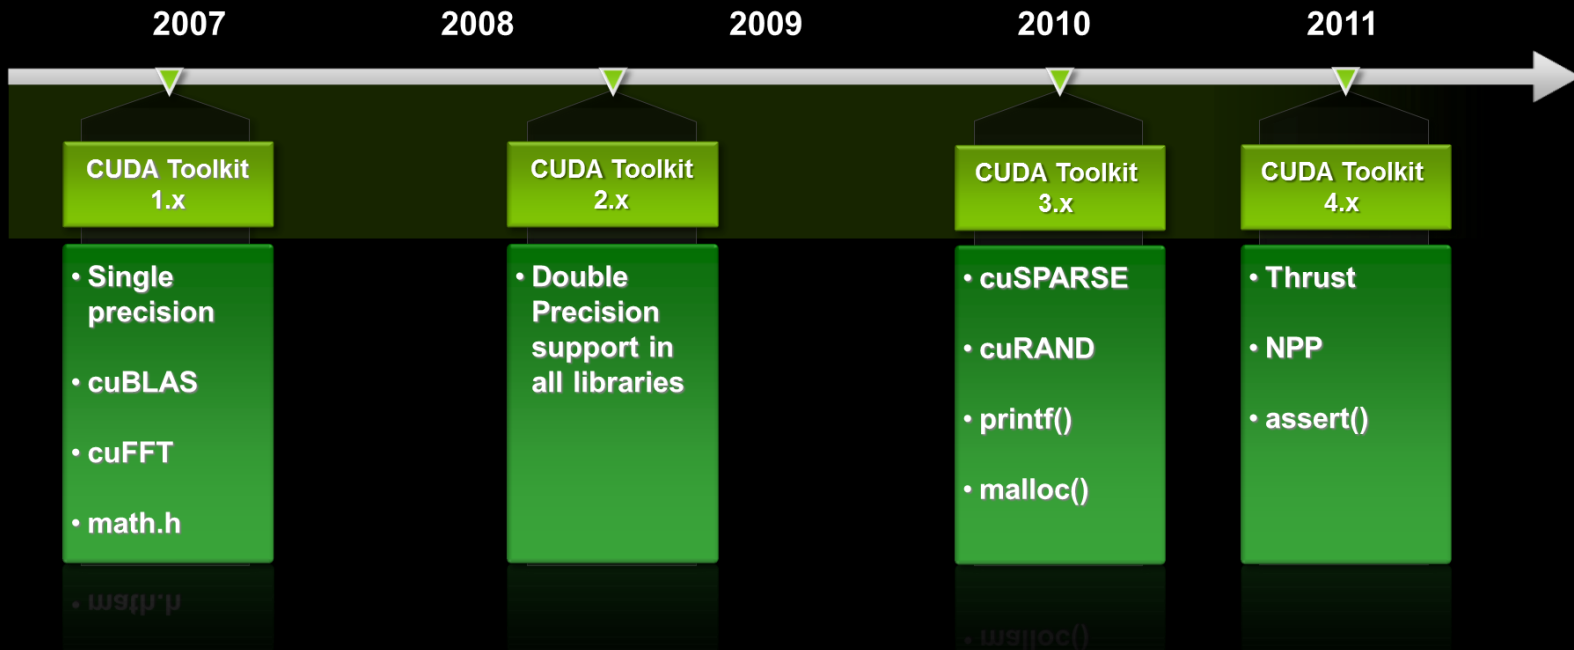 2007 2008 2009 2010 2011
CUDA Toolkit
1.x
• Single
precision
• cuBLAS
• cuFFT
• math.h
CUDA Toolkit
2.x
• Double
Precision
support in
all libraries
CUDA Toolkit
3.x
• cuSPARSE
• cuRAND
• printf()
• malloc()
CUDA Toolkit
4.x
• Thrust
• NPP
• assert()